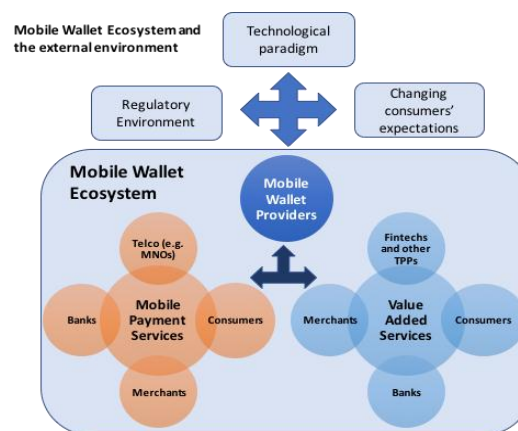 Mobile Wallet Ecosystem and
the external environment
Technological
paradigm
Regulatory
Environment
Changing
consumers'
expectations
Mobile Wallet
Ecosystem
Mobile
Wallet
Providers
Telco (e.g.
MNOs)
Banks
Mobile
Payment
Services
Consumers
Merchants
Fintechs
and other
TPPs
Merchants
Value
Added
Services
Consumers
Banks